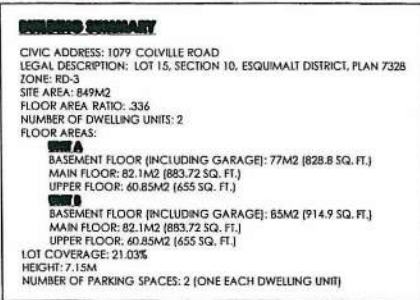 BUILDING SUMMARY
CIVIC ADDRESS: 1079 COLVILLE ROAD
LEGAL DESCRIPTION: LOT 15, SECTION 10, ESQUIMALT DISTRICT, PLAN 7328
ZONE: RD-3
SITE AREA: 849M2
FLOOR AREA RATIO: .336
NUMBER OF DWELLING UNITS: 2
FLOOR AREAS:
UNIT A
BASEMENT FLOOR (INCLUDING GARAGE): 77M2 (828.8 SQ. FT.)
MAIN FLOOR: 82.1M2 (883.72 SQ. FT.)
UPPER FLOOR: 60.85M2 (655 SQ. FT.)
UNIT B
BASEMENT FLOOR (INCLUDING GARAGE): 85M2 (914.9 SQ. FT.)
MAIN FLOOR: 82.1M2 (883.72 SQ. FT.)
UPPER FLOOR: 60.85M2 (655 SQ. FT.)
LOT COVERAGE: 21.03%
HEIGHT: 7.15M
NUMBER OF PARKING SPACES: 2 (ONE EACH DWELLING UNIT)